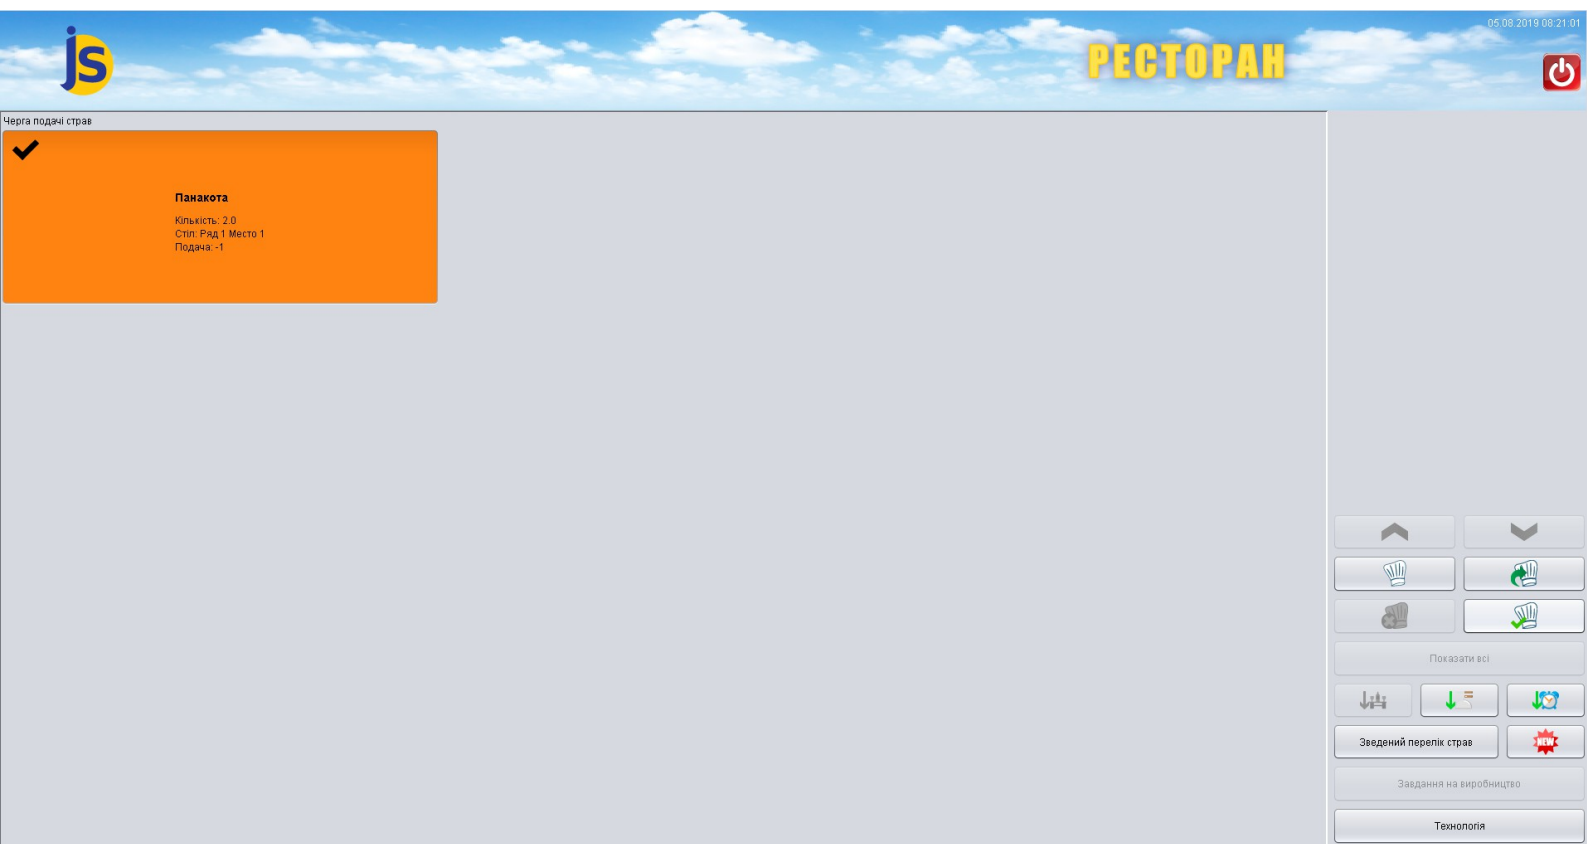 05.08.2019 08:21:01
js
РЕСТОРАН
Черга подачі страв
Панакота
Кількість: 2.0
Стіл: Ряд 1 Место 1
Подача: -1
Показати всі
Зведений перелік страв
NEW
Завдання на виробництво
Технологія